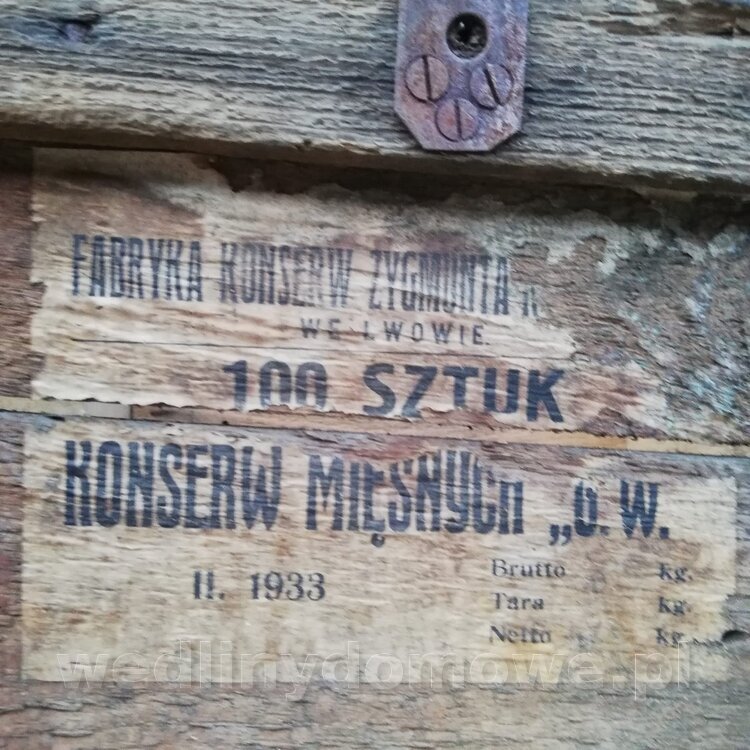 FABRYKA KONSERW ZYGMUNTA
WE LWOWIE.
100 SZTUK
KONSERW MIĘSNYCH
II. 1933
Brutto kg.
Tara kg.
Netto kg.
wedlinydomowe.pl